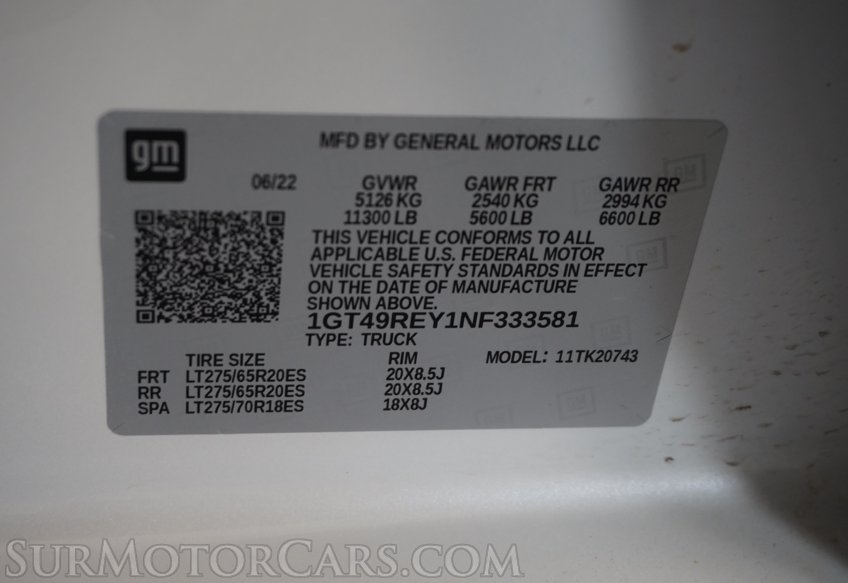 gm
MFD BY GENERAL MOTORS LLC
06/22 GVWR GAWR FRT GAWR RR
5126 KG 2540 KG 2994 KG
11300 LB 5600 LB 6600 LB
THIS VEHICLE CONFORMS TO ALL
APPLICABLE U.S. FEDERAL MOTOR
VEHICLE SAFETY STANDARDS IN EFFECT
ON THE DATE OF MANUFACTURE
SHOWN ABOVE.
1GT49REY1NF333581
TYPE: TRUCK
TIRE SIZE RIM MODEL: 11TK20743
FRT LT275/65R20ES 20X8.5J
RR LT275/65R20ES 20X8.5J
SPA LT275/70R18ES 18X8J
SURMOTORCARS.COM